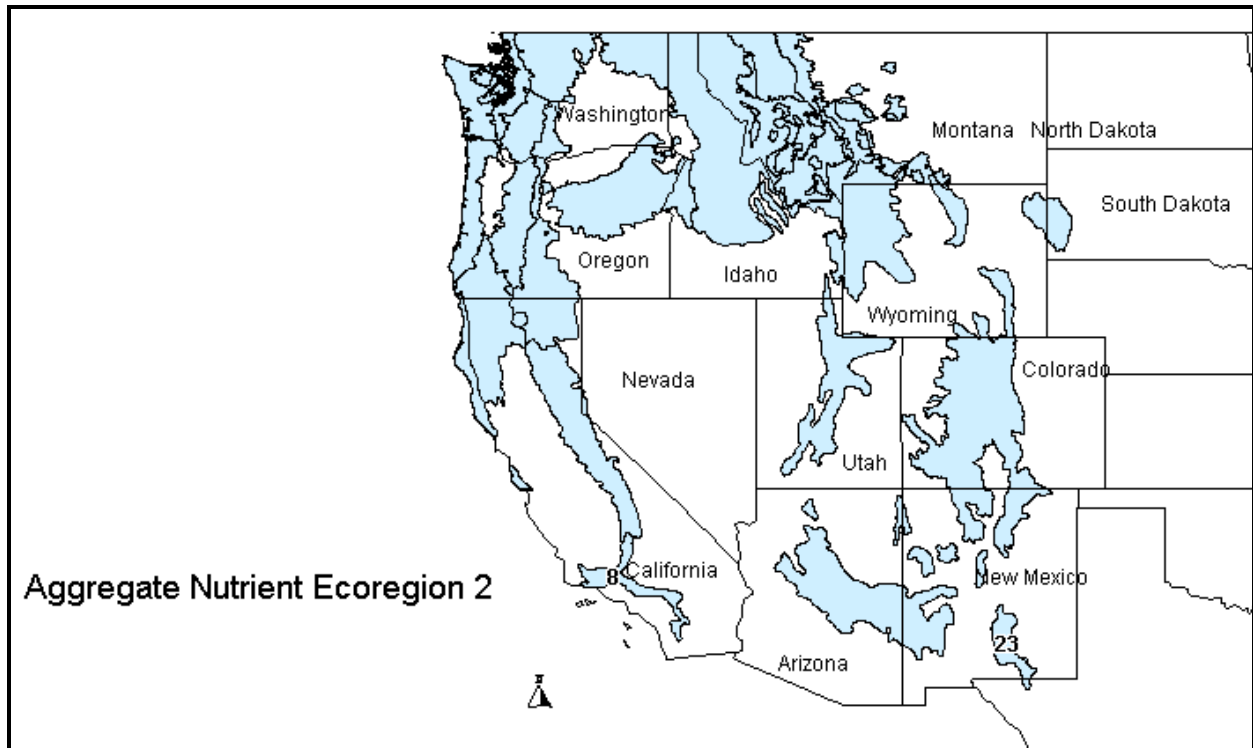 Washington
Montana
North Dakota
South Dakota
Oregon
Idaho
Wyoming
Nevada
Colorado
Utah
8
California
Aggregate Nutrient Ecoregion 2
New Mexico
23
Arizona